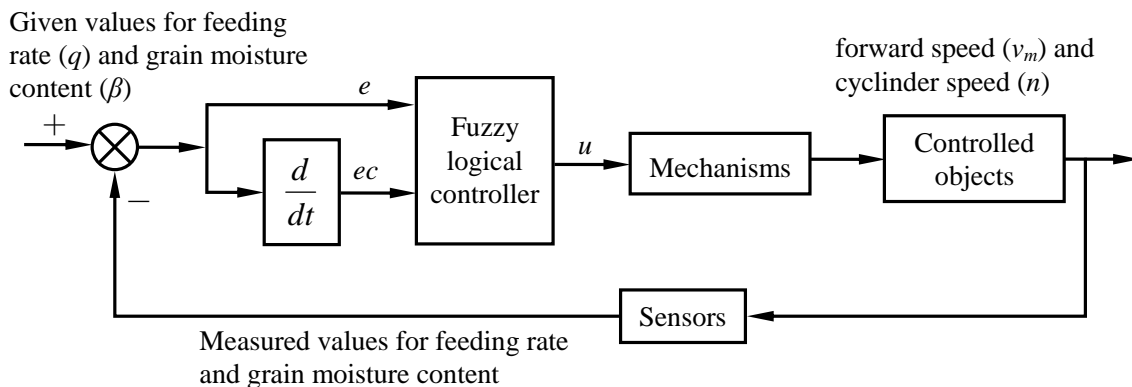 Given values for feeding
rate (q) and grain moisture
content (β)
forward speed (vm) and
cyclinder speed (n)
+
−
e
d
dt
ec
Fuzzy
logical
controller
u
Mechanisms
Controlled
objects
Sensors
Measured values for feeding rate
and grain moisture content